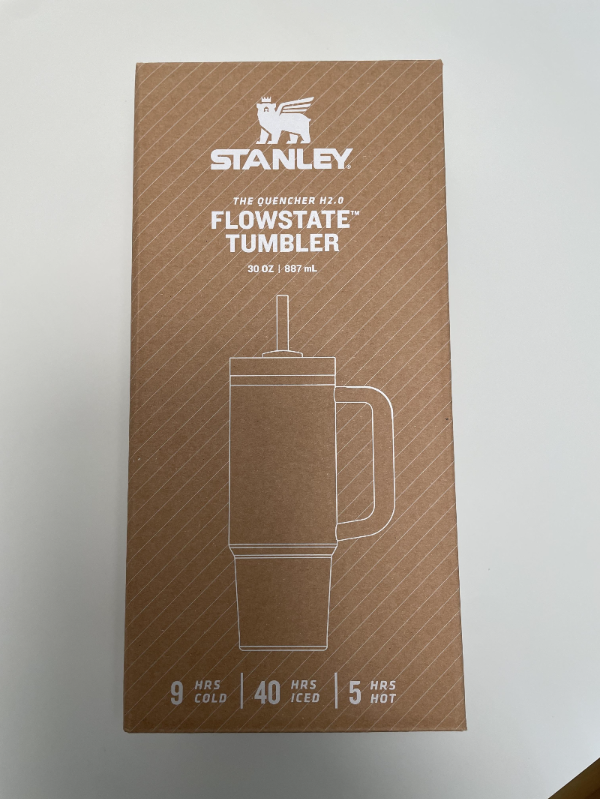 STANLEY
THE QUENCHER H2.0
FLOWSTATE™
TUMBLER
30 OZ | 887 mL
9 HRS COLD | 40 HRS ICED | 5 HRS HOT